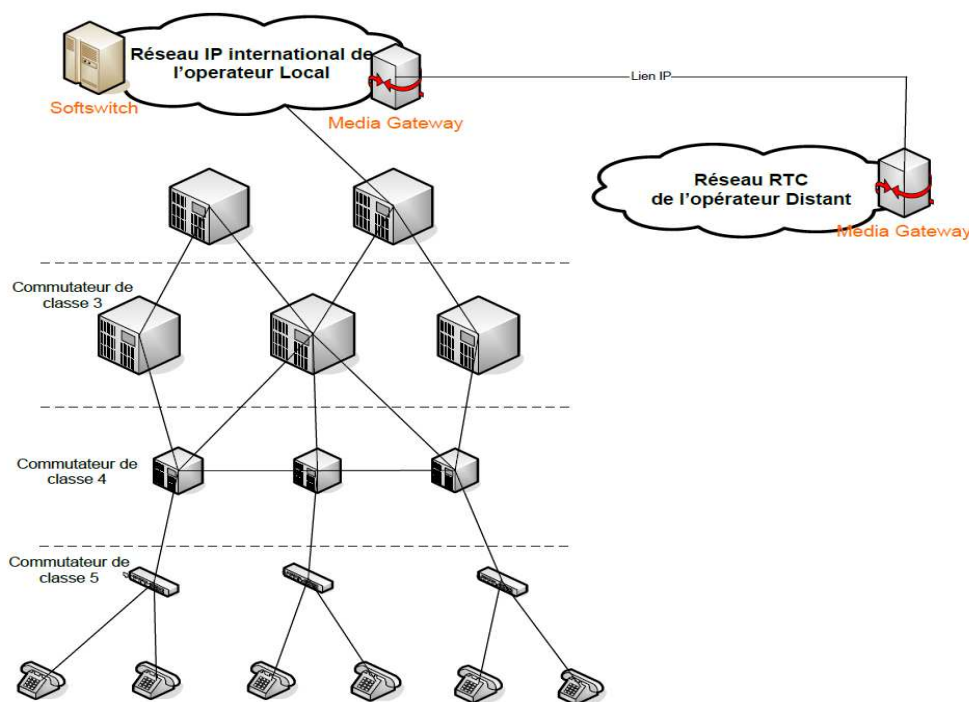 Réseau IP international de
l'operateur Local
Softswitch
Media Gateway
Lien IP
Réseau RTC
de l'opérateur Distant
Media Gateway
Commutateur de
classe 3
Commutateur de
classe 4
Commutateur de
classe 5